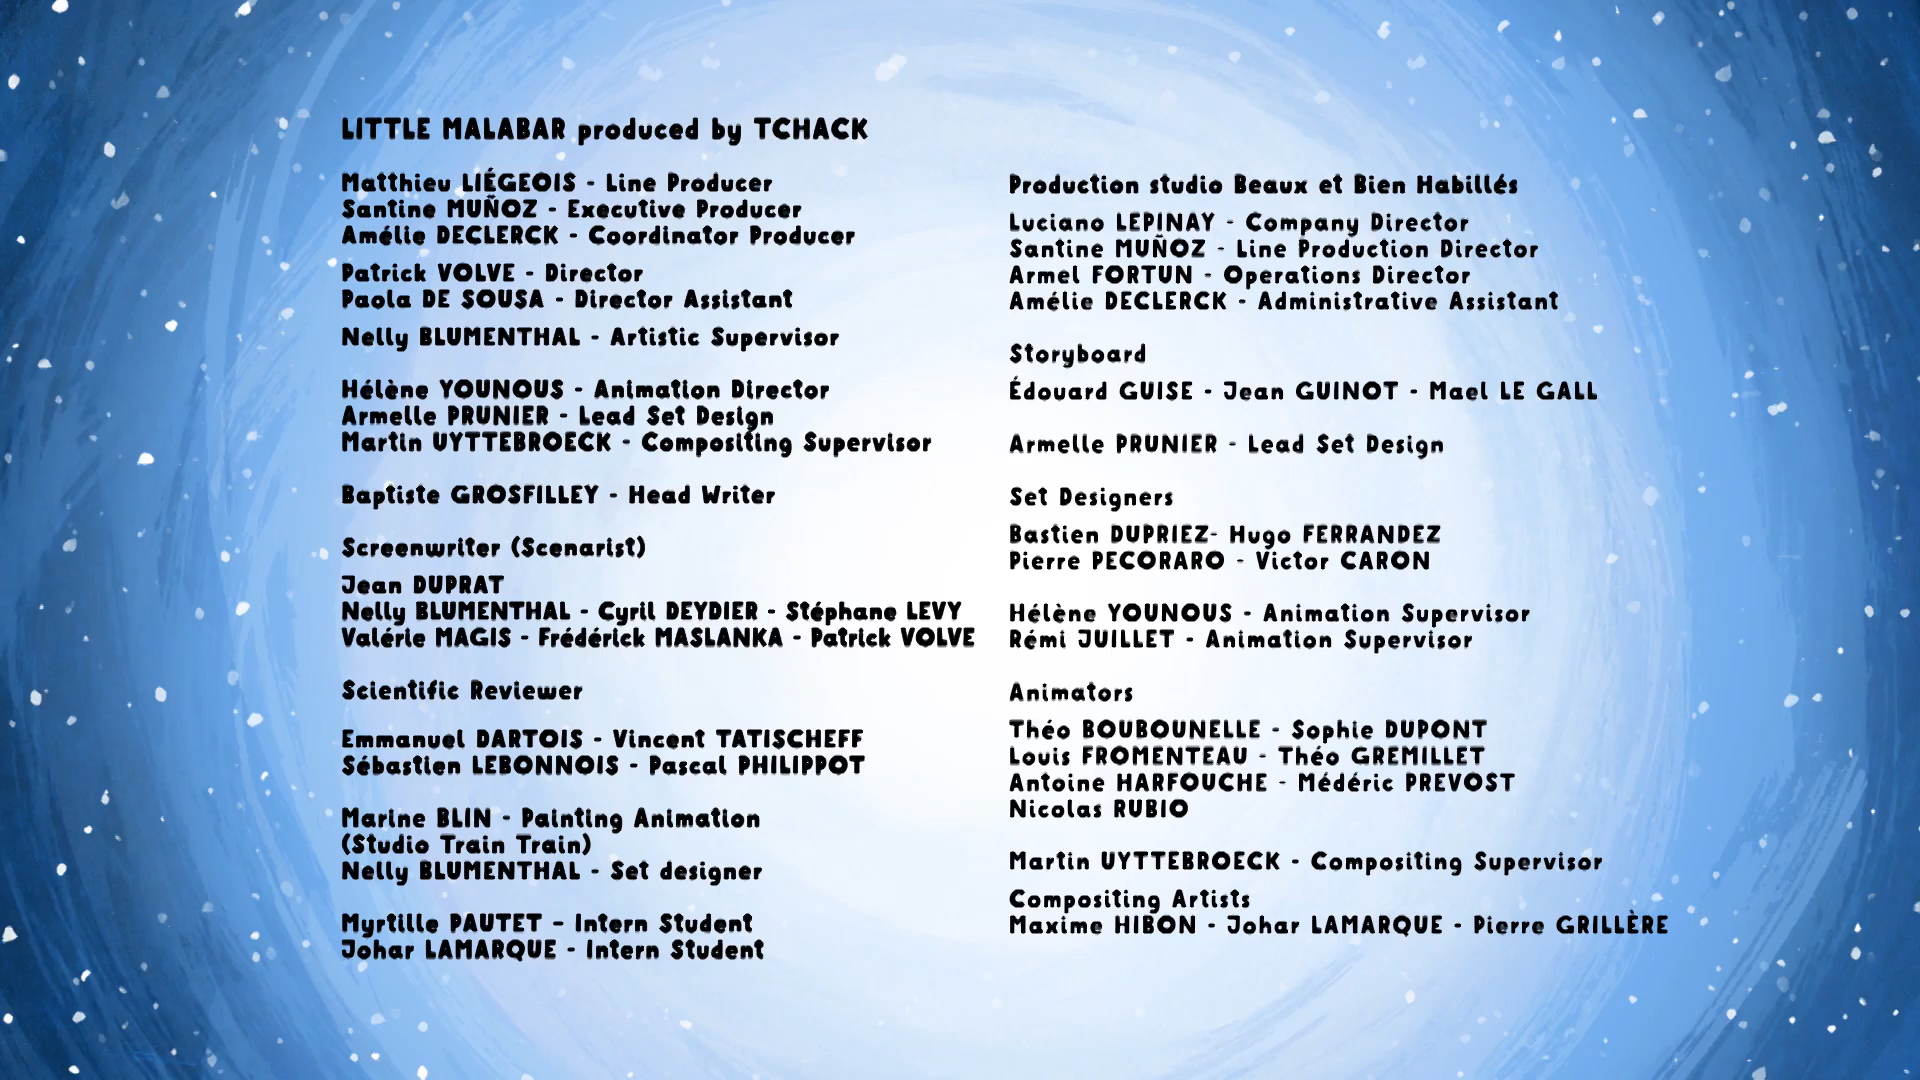 LITTLE MALABAR produced by TCHACK
Matthieu LIÉGEOIS - Line Producer
Santine MUÑOZ - Executive Producer
Amélie DECLERCK - Coordinator Producer
Patrick VOLVE - Director
Paola DE SOUSA - Director Assistant
Nelly BLUMENTHAL - Artistic Supervisor
Hélène YOUNOUS - Animation Director
Armelle PRUNIER - Lead Set Design
Martin UYTTEBROECK - Compositing Supervisor
Baptiste GROSFILLEY - Head Writer
Screenwriter (Scenarist)
Jean DUPRAT
Nelly BLUMENTHAL - Cyril DEYDIER - Stéphane LEVY
Valérie MAGIS - Frédérick MASLANKA - Patrick VOLVE
Scientific Reviewer
Emmanuel DARTOIS - Vincent TATISCHEFF
Sébastien LEBONNOIS - Pascal PHILIPPOT
Marine BLIN - Painting Animation
(Studio Train Train)
Nelly BLUMENTHAL - Set designer
Myrtille PAUTET – Intern Student
Johar LAMARQUE - Intern Student
Production studio Beaux et Bien Habillés
Luciano LEPINAY - Company Director
Santine MUÑOZ - Line Production Director
Armel FORTUN - Operations Director
Amélie DECLERCK - Administrative Assistant
Storyboard
Édouard GUISE - Jean GUINOT - Mael LE GALL
Armelle PRUNIER - Lead Set Design
Set Designers
Bastien DUPRIEZ- Hugo FERRANDEZ
Pierre PECORARO - Victor CARON
Hélène YOUNOUS - Animation Supervisor
Rémi JUILLET - Animation Supervisor
Animators
Théo BOUBOUNELLE - Sophie DUPONT
Louis FROMENTEAU - Théo GREMILLET
Antoine HARFOUCHE - Médéric PREVOST
Nicolas RUBIO
Martin UYTTEBROECK - Compositing Supervisor
Compositing Artists
Maxime HIBON - Johar LAMARQUE - Pierre GRILLÈRE